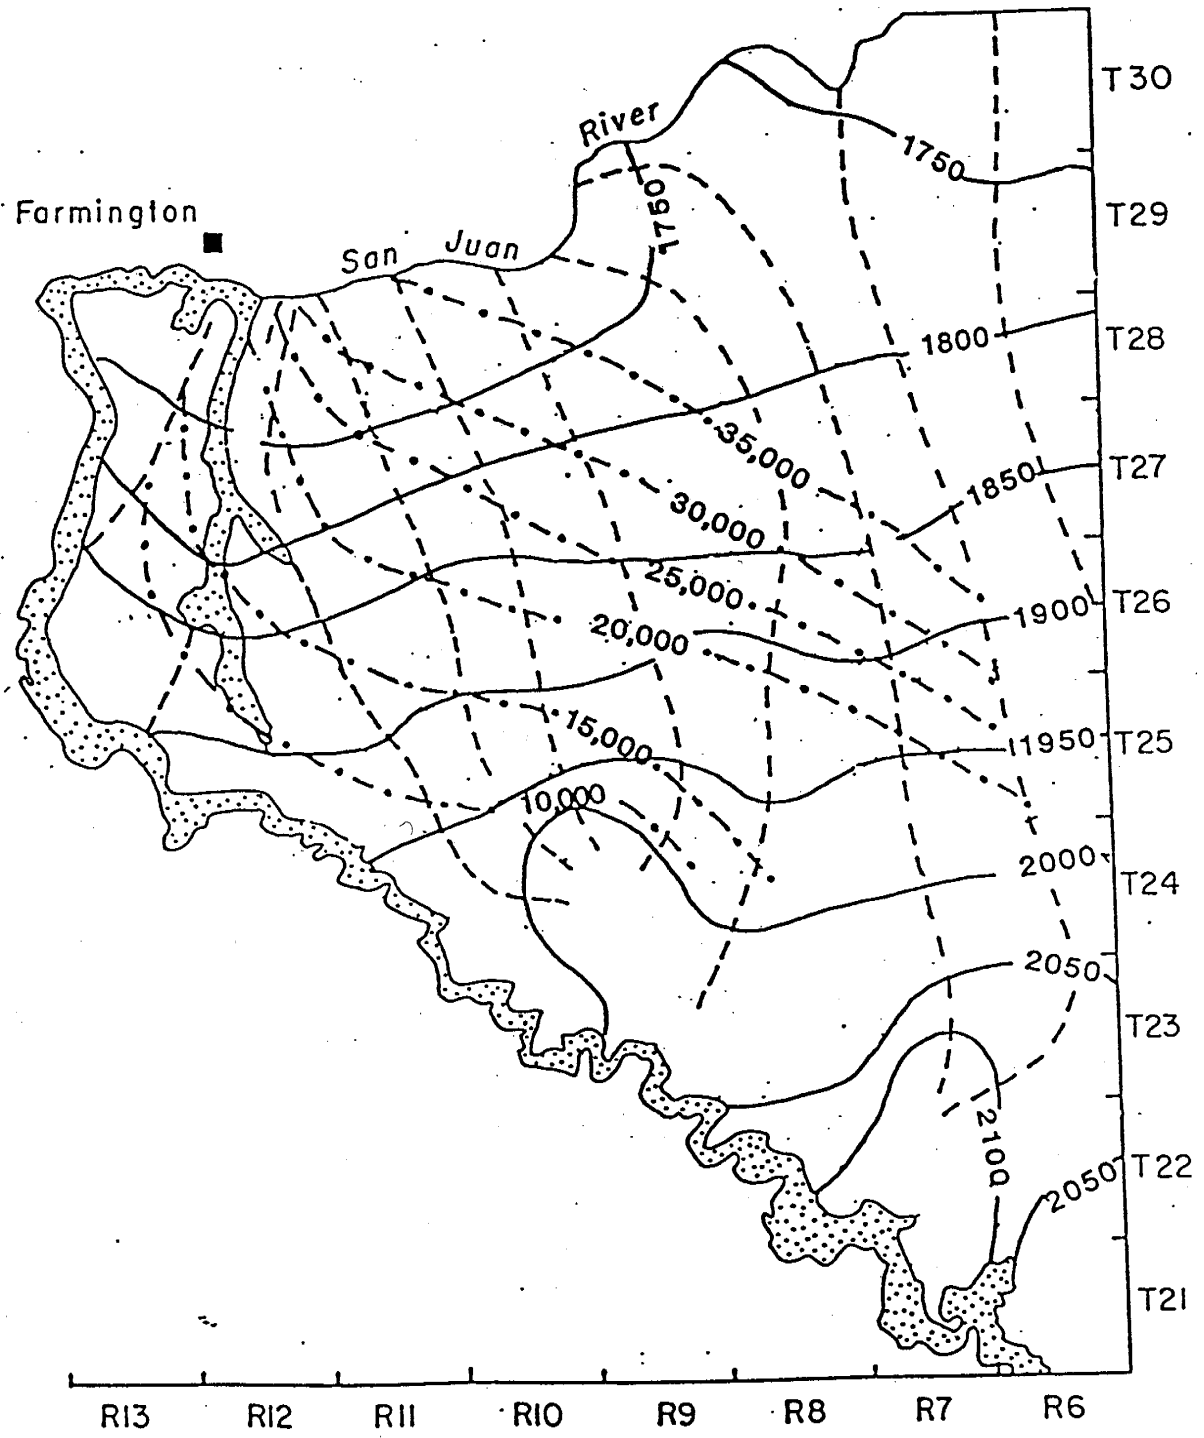 T30
River
1750
1750
Farmington
T29
San Juan
1800
T28
35,000
T27
1850
30,000
25,000
T26
1900
20,000
15,000
1950
T25
10,000
2000
T24
2050
T23
2100
T22
2050
T21
R13 R12 R11 R10 R9 R8 R7 R6